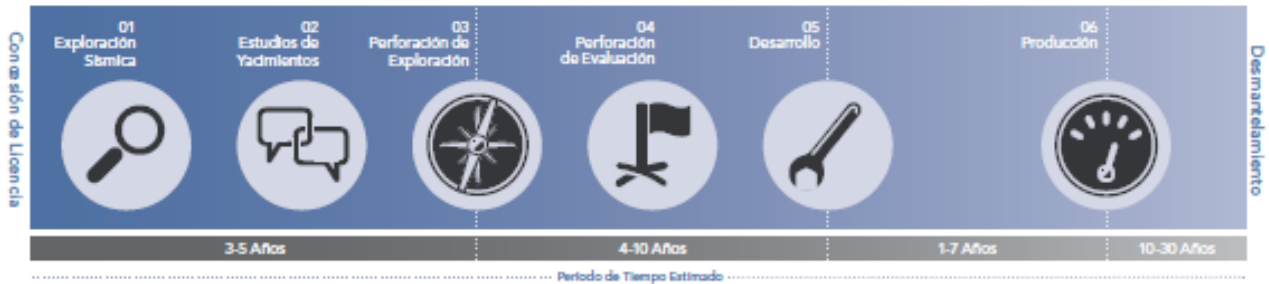 Concesión de Licencia
01
Exploración
Sísmica
02
Estudios de
Yacimientos
03
Perforación de
Exploración
04
Perforación
de Evaluación
05
Desarrollo
06
Producción
Desmantelamiento
3-5 Años
4-10 Años
1-7 Años
10-30 Años
Período de Tiempo Estimado